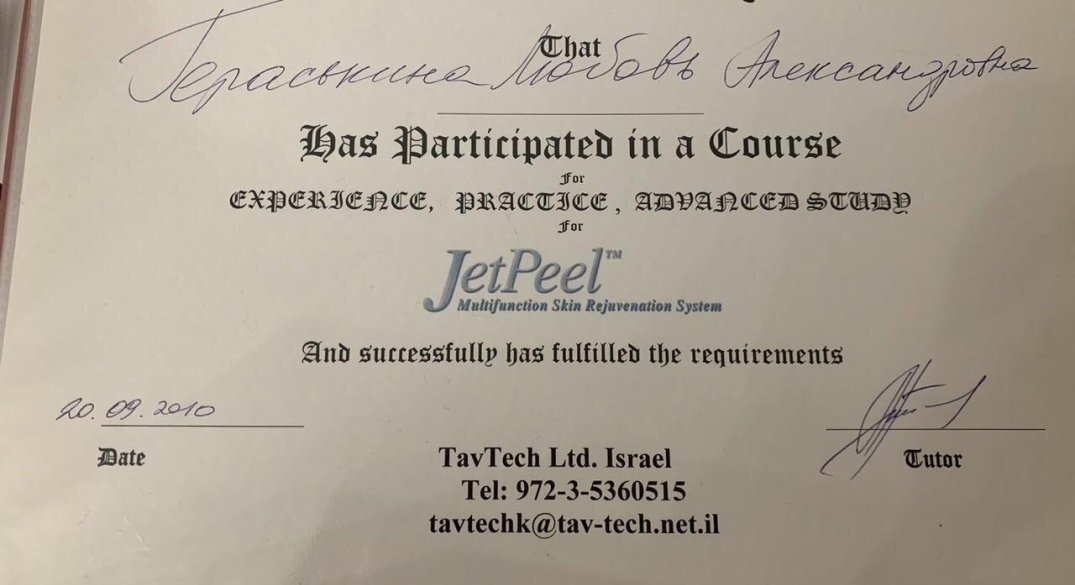 That
Гераськина Любовь Александровна
Has Participated in a Course
For
EXPERIENCE, PRACTICE, ADVANCED STUDY
For
JetPeel™
Multifunction Skin Rejuvenation System
And successfully has fulfilled the requirements
20.09.2010
Date
Tutor
TavTech Ltd. Israel
Tel: 972-3-5360515
tavtechk@tav-tech.net.il